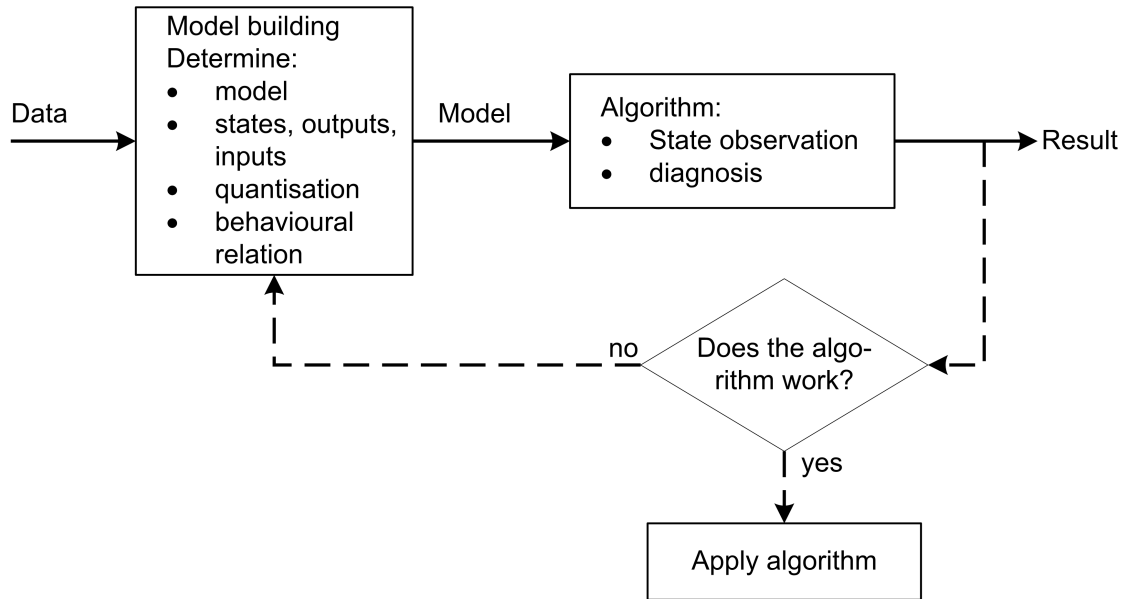 Model building
Determine:
• model
• states, outputs,
inputs
• quantisation
• behavioural
relation
Data
Model
Algorithm:
• State observation
• diagnosis
Result
no
Does the algo-
rithm work?
yes
Apply algorithm